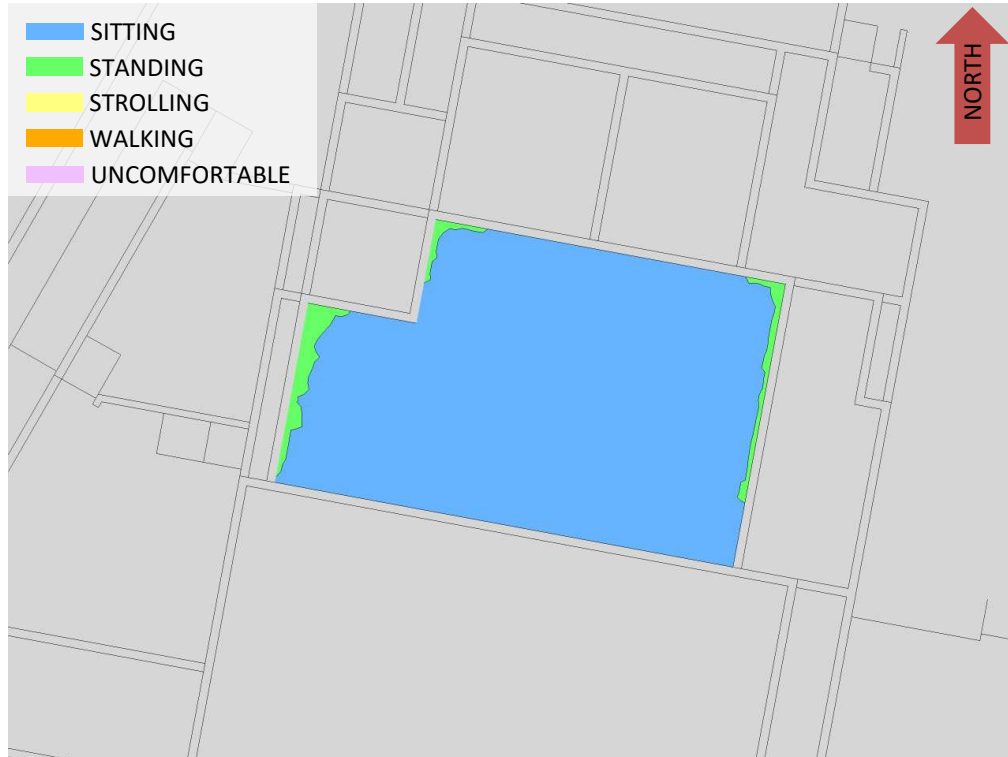 SITTING
STANDING
STROLLING
WALKING
UNCOMFORTABLE
NORTH